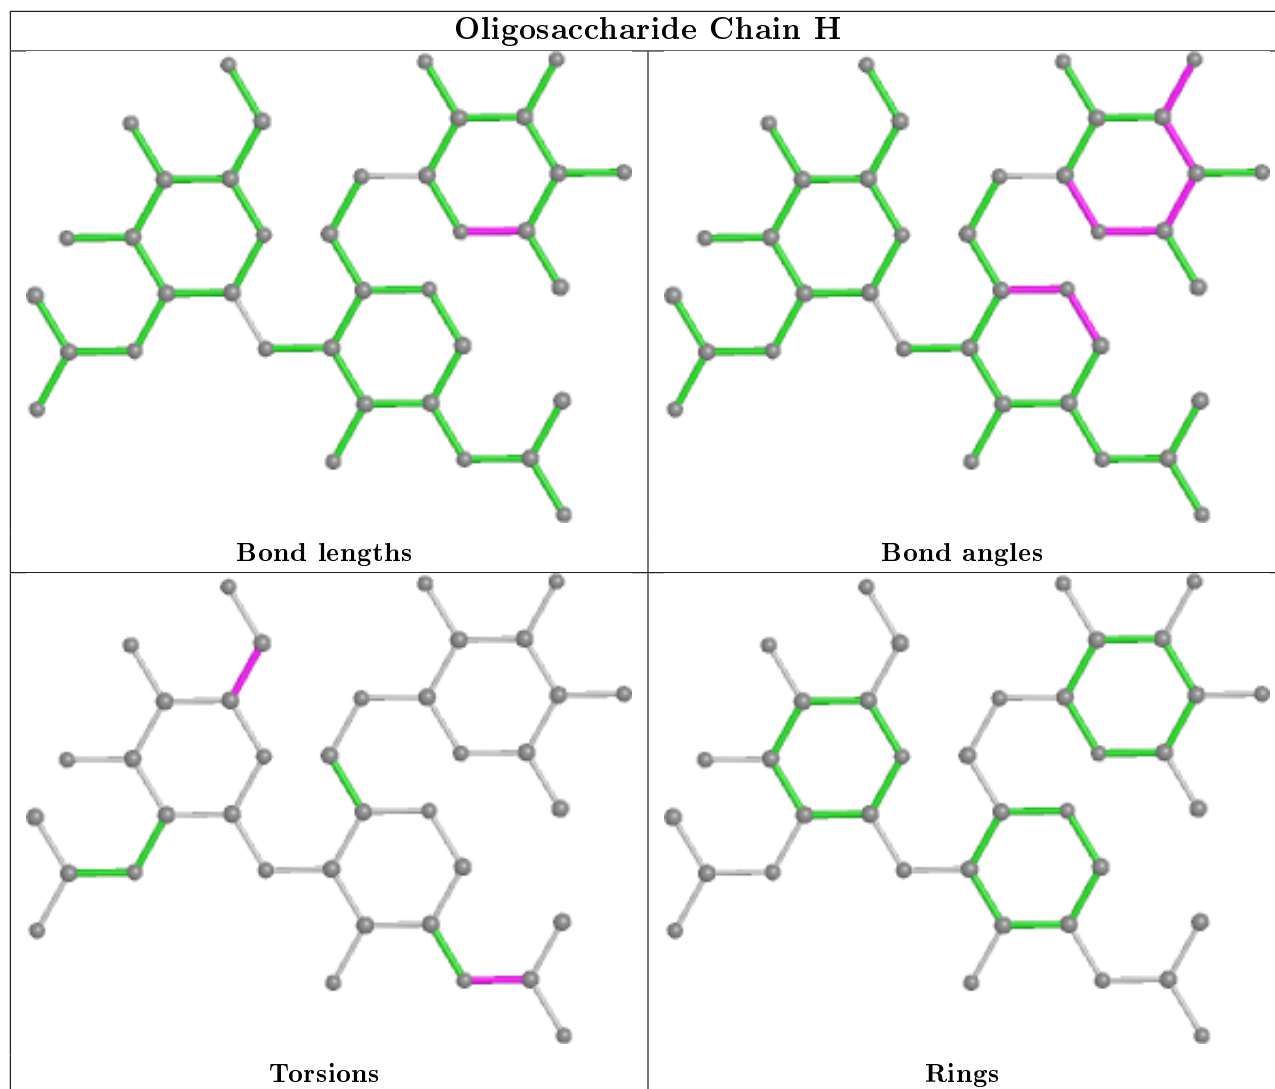 Oligosaccharide Chain H
Bond lengths
Bond angles
Torsions
Rings